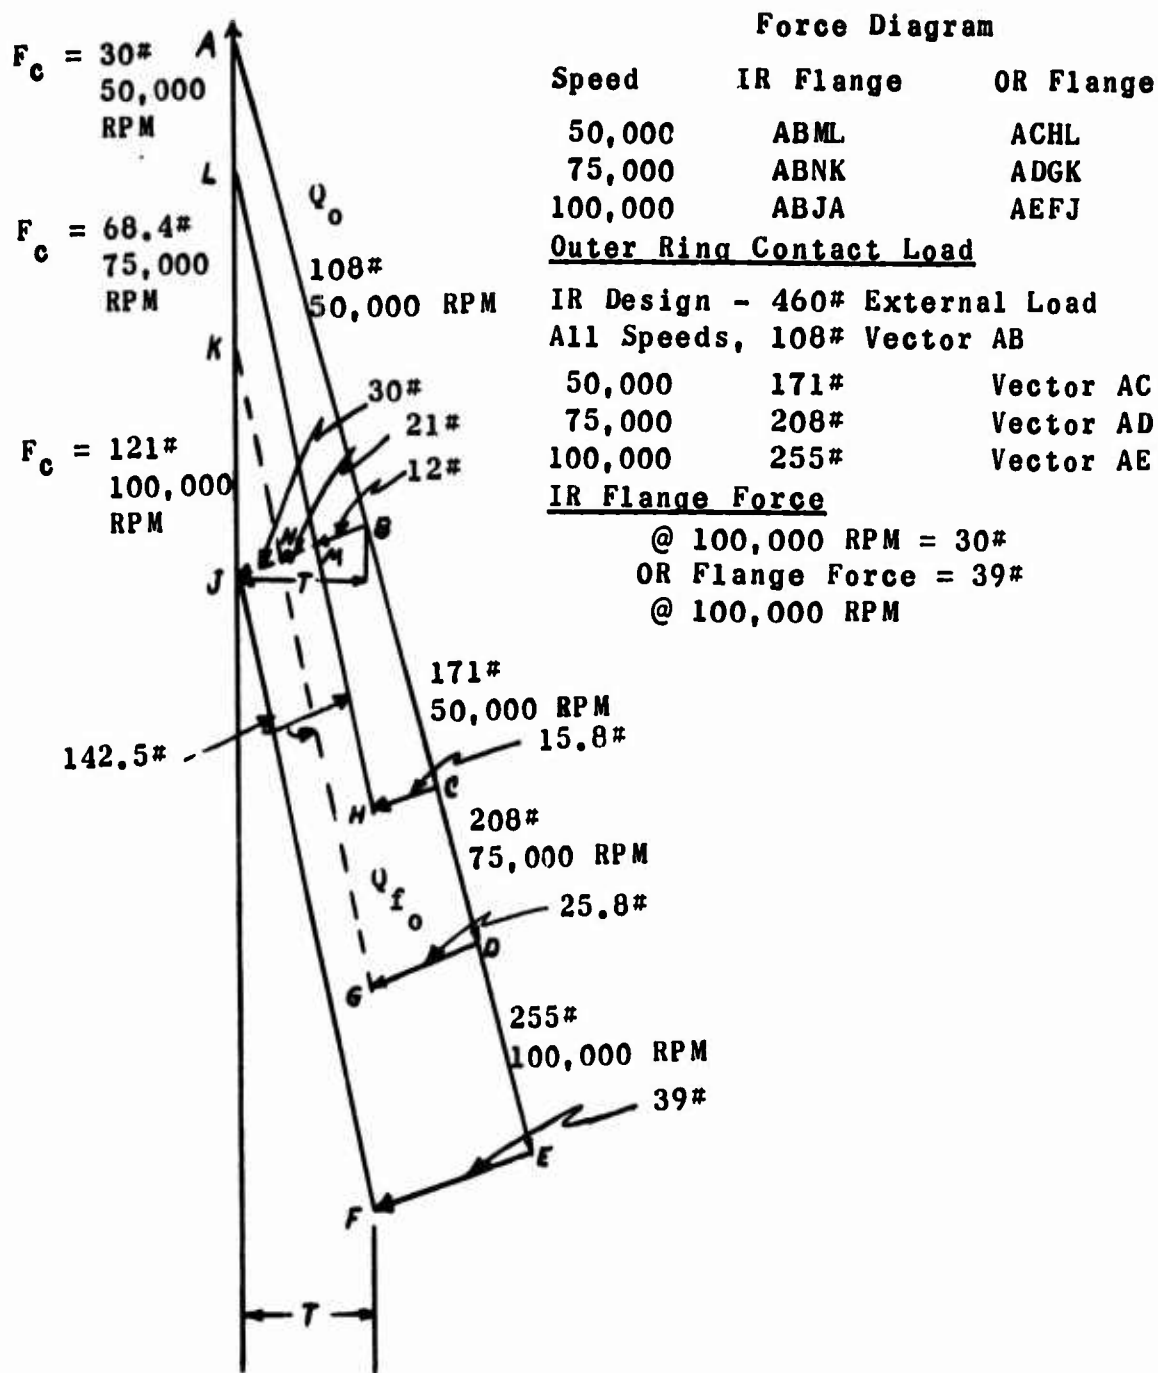 Force Diagram
Speed IR Flange OR Flange
50,000 ABML ACHL
75,000 ABNK ADGK
100,000 ABJA AEFJ
Outer Ring Contact Load
IR Design - 460# External Load
All Speeds, 108# Vector AB
50,000 171# Vector AC
75,000 208# Vector AD
100,000 255# Vector AE
IR Flange Force
@ 100,000 RPM = 30#
OR Flange Force = 39#
@ 100,000 RPM
A
Fc = 30#
50,000
RPM
L
Qo
Fc = 68.4#
75,000
RPM
108#
50,000 RPM
K
30#
21#
12#
Fc = 121#
100,000
RPM
B
N
M
J
T
171#
50,000 RPM
15.8#
142.5#
C
H
208#
75,000 RPM
Qfo
25.8#
D
G
255#
100,000 RPM
39#
E
F
T